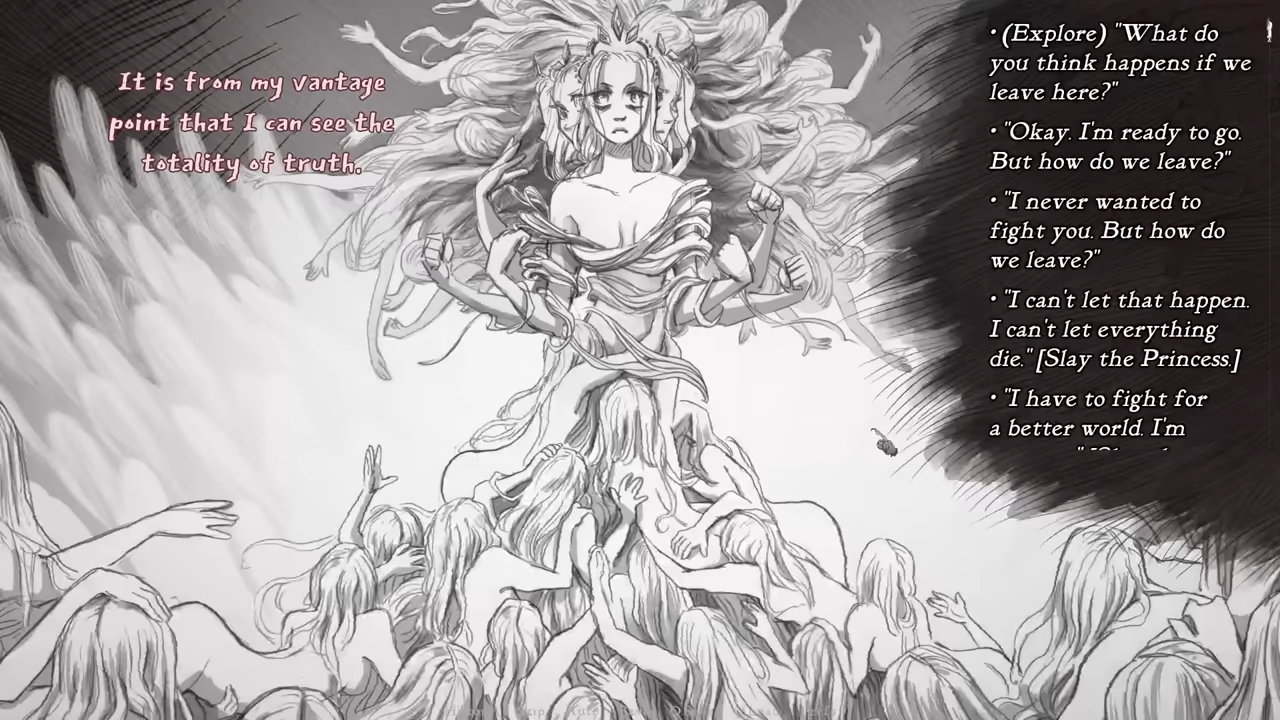 It is from my vantage
point that I can see the
totality of truth.
• (Explore) "What do
you think happens if we
leave here?"
• "Okay. I'm ready to go.
But how do we leave?"
• "I never wanted to
fight you. But how do
we leave?"
• "I can't let that happen.
I can't let everything
die." [Slay the Princess.]
• "I have to fight for
a better world. I'm